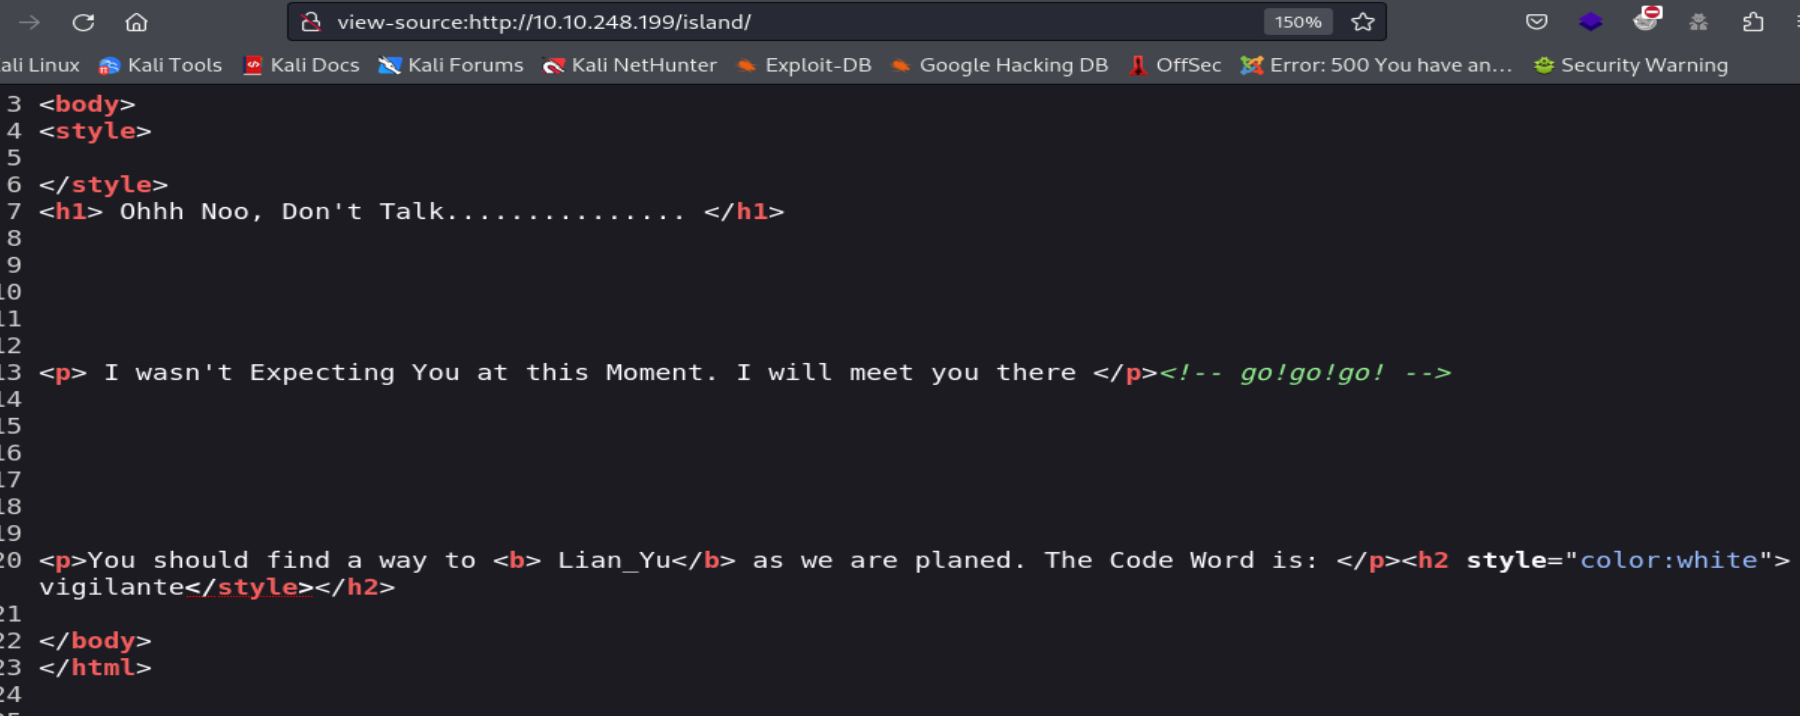 view-source:http://10.10.248.199/island/ 150%
ali Linux Kali Tools Kali Docs Kali Forums Kali NetHunter Exploit-DB Google Hacking DB OffSec Error: 500 You have an... Security Warning
3 <body>
4 <style>
5
6 </style>
7 <h1> Ohhh Noo, Don't Talk............... </h1>
8
9
10
11
12
13 <p> I wasn't Expecting You at this Moment. I will meet you there </p><!-- go!go!go! -->
14
15
16
17
18
19
20 <p>You should find a way to <b> Lian_Yu</b> as we are planed. The Code Word is: </p><h2 style="color:white">
vigilante</style></h2>
21
22 </body>
23 </html>
24
25